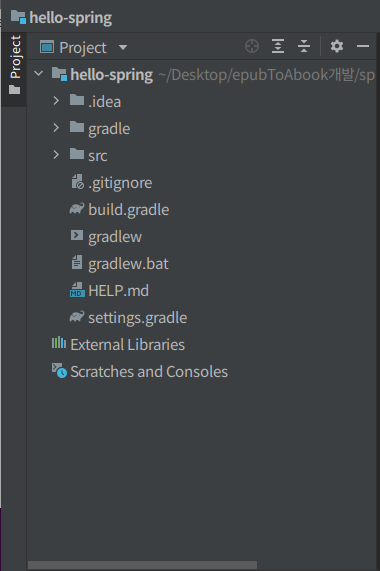 hello-spring
Project
Project
hello-spring ~/Desktop/epubToAbook개발/sp
.idea
gradle
src
.gitignore
build.gradle
gradlew
gradlew.bat
MD HELP.md
settings.gradle
External Libraries
Scratches and Consoles